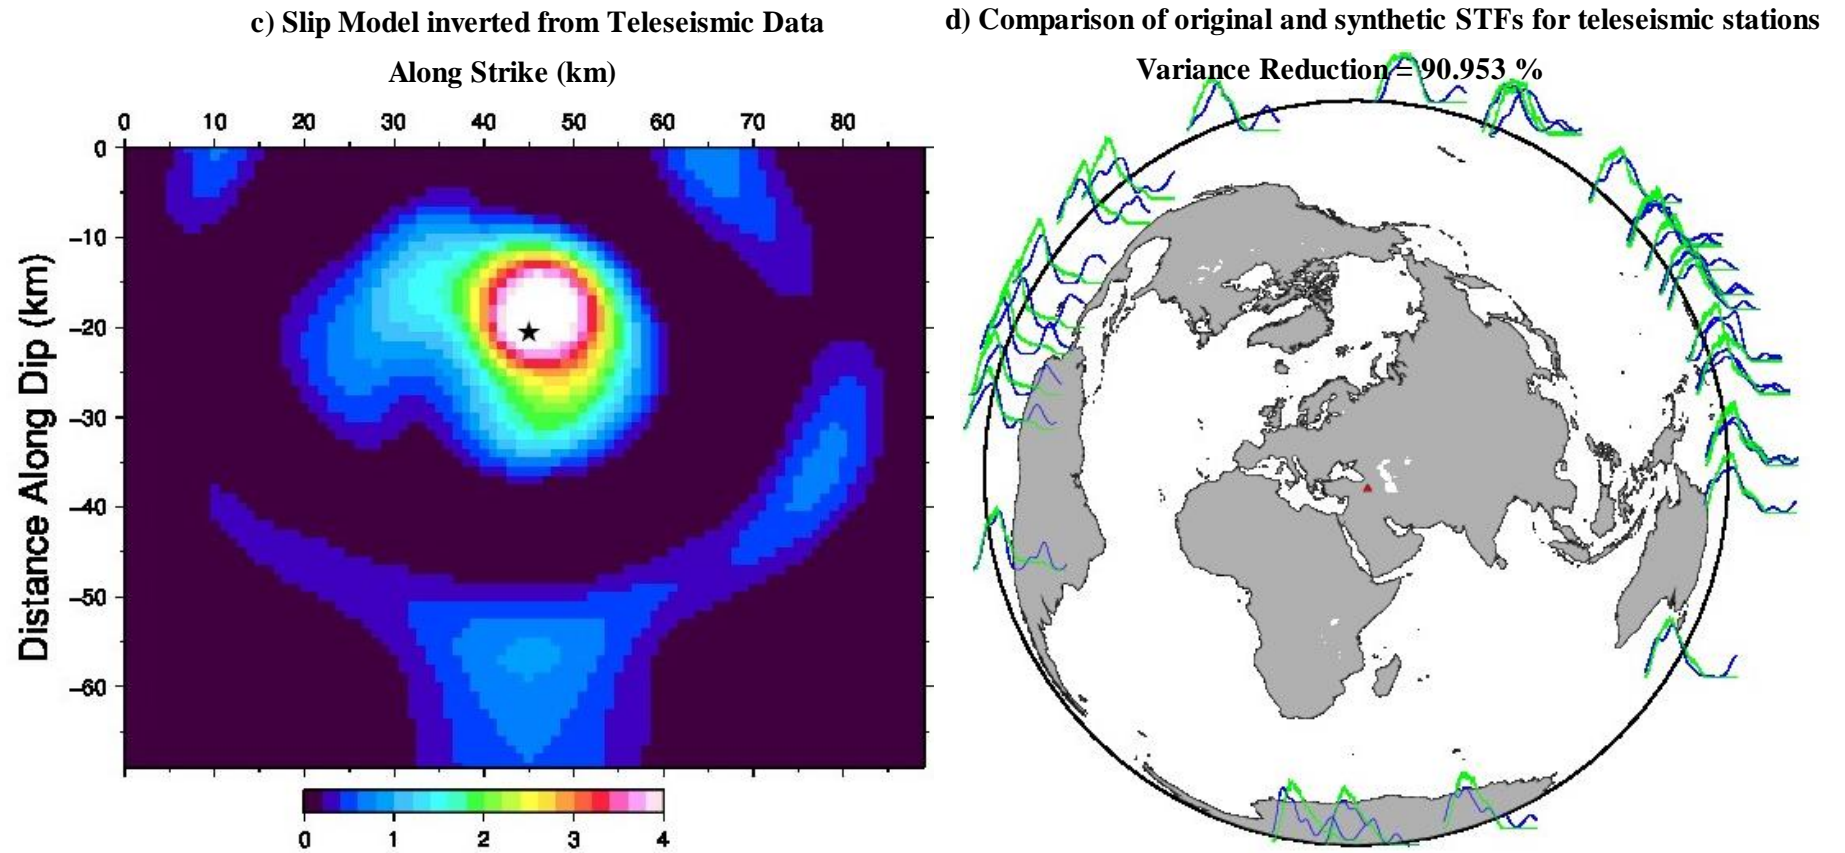 c) Slip Model inverted from Teleseismic Data
Along Strike (km)
0 10 20 30 40 50 60 70 80
0
-10
-20
-30
-40
-50
-60
Distance Along Dip (km)
0 1 2 3 4
d) Comparison of original and synthetic STFs for teleseismic stations
Variance Reduction = 90.953 %